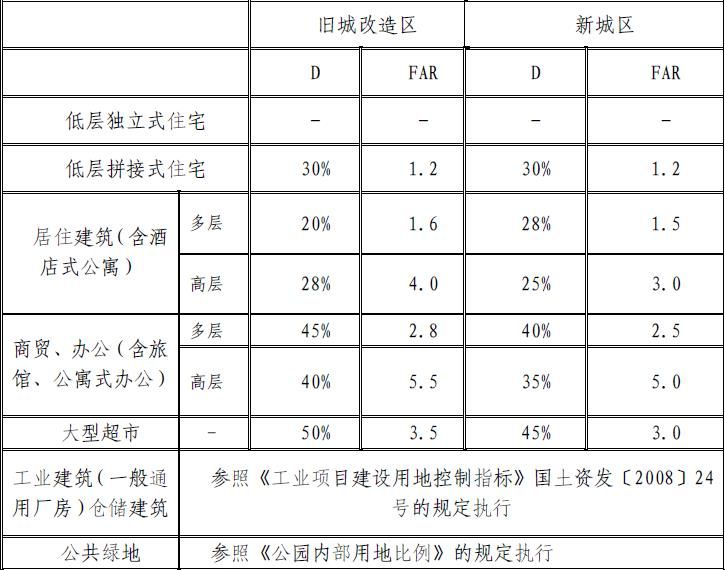 旧城改造区 新城区
D FAR D FAR
低层独立式住宅 - - - -
低层拼接式住宅 30% 1.2 30% 1.2
居住建筑(含酒
店式公寓)
多层 20% 1.6 28% 1.5
高层 28% 4.0 25% 3.0
商贸、办公(含旅
馆、公寓式办公)
多层 45% 2.8 40% 2.5
高层 40% 5.5 35% 5.0
大型超市 - 50% 3.5 45% 3.0
工业建筑(一般通
用厂房)仓储建筑
参照《工业项目建设用地控制指标》国土资发〔2008〕24
号的规定执行
公共绿地 参照《公园内部用地比例》的规定执行